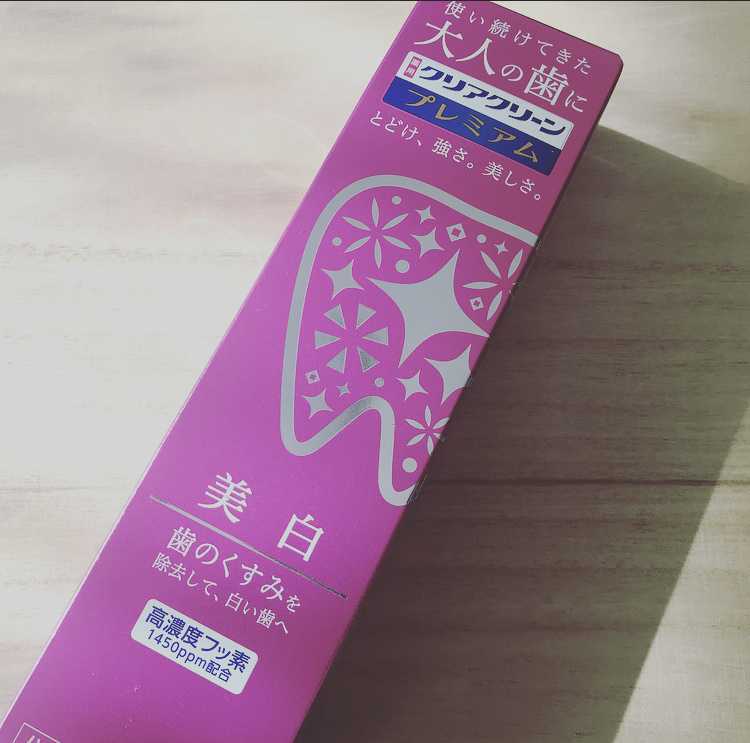 使い続けてきた
大人の歯に
薬用
クリアクリーン
プレミアム
とどけ、強さ。美しさ。
美白
歯のくすみを
除去して、白い歯へ
高濃度フッ素
1450ppm配合